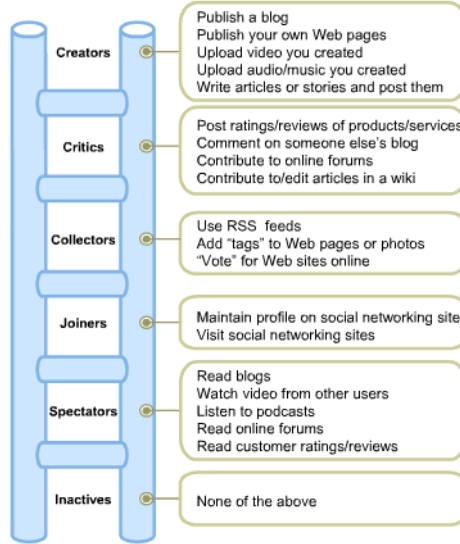 Creators
Publish a blog
Publish your own Web pages
Upload video you created
Upload audio/music you created
Write articles or stories and post them
Critics
Post ratings/reviews of products/services
Comment on someone else's blog
Contribute to online forums
Contribute to/edit articles in a wiki
Collectors
Use RSS feeds
Add “tags” to Web pages or photos
“Vote” for Web sites online
Joiners
Maintain profile on social networking site
Visit social networking sites
Spectators
Read blogs
Watch video from other users
Listen to podcasts
Read online forums
Read customer ratings/reviews
Inactives
None of the above